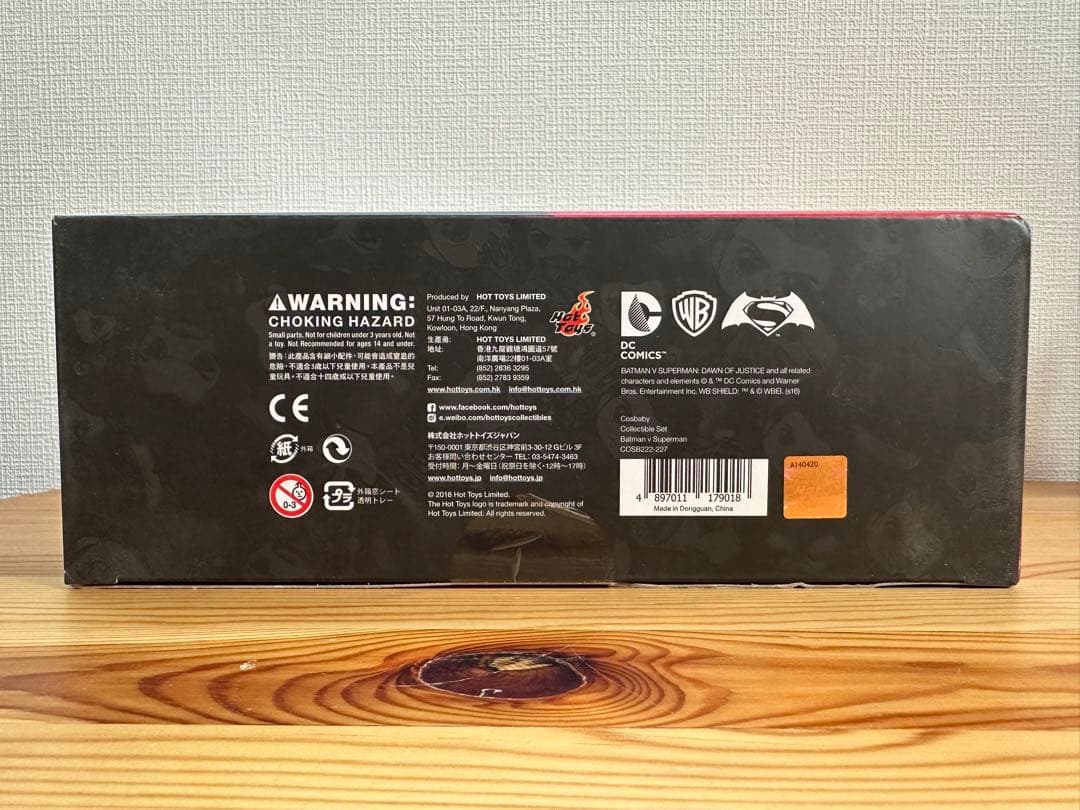 WARNING:
CHOKING HAZARD
Small parts. Not for children under 3 years old. Not
a toy. Not Recommended for ages 14 and under.
警告：此產品含有細小配件，可能會造成窒息的
危險，不適合3歲以下兒童使用。本產品不是兒
童玩具，不適合十四歲或以下兒童使用。
CE
紙 外箱
0-3
プラ 外箱窓シート
透明トレー
Produced by HOT TOYS LIMITED
Unit 01-03A, 22/F., Nanyang Plaza,
57 Hung To Road, Kwun Tong,
Kowloon, Hong Kong
生產商: HOT TOYS LIMITED
地址: 香港九龍觀塘鴻圖道57號
南洋廣場22樓01-03A室
Tel: (852) 2836 3295
Fax: (852) 2783 9359
www.hottoys.com.hk info@hottoys.com.hk
www.facebook.com/hottoys
e.weibo.com/hottoyscollectibles
株式会社ホットトイズジャパン
〒150-0001 東京都渋谷区神宮前3-30-12 Gビル 3F
お客様問い合わせセンター TEL: 03-5474-3463
受付時間: 月〜金曜日(祝祭日を除く・12時〜17時)
www.hottoys.jp info@hottoys.jp
© 2016 Hot Toys Limited.
The Hot Toys logo is trademark and copyright of
Hot Toys Limited. All rights reserved.
HOT TOYS
WB
S
DC
COMICS™
BATMAN V SUPERMAN: DAWN OF JUSTICE and all related
characters and elements © & ™ DC Comics and Warner
Bros. Entertainment Inc. WB SHIELD: ™ & © WBEI. (s16)
Cosbaby
Collectible Set
Batman v Superman
COSB222-227
4 897011 179018
Made in Dongguan, China
A140420